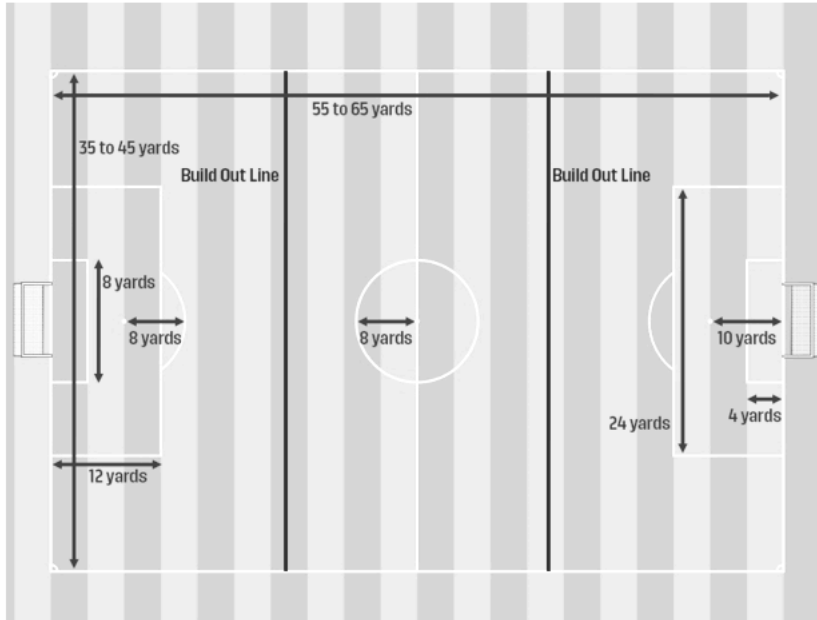 55 to 65 yards
35 to 45 yards
Build Out Line
Build Out Line
8 yards
8 yards
8 yards
10 yards
4 yards
24 yards
12 yards